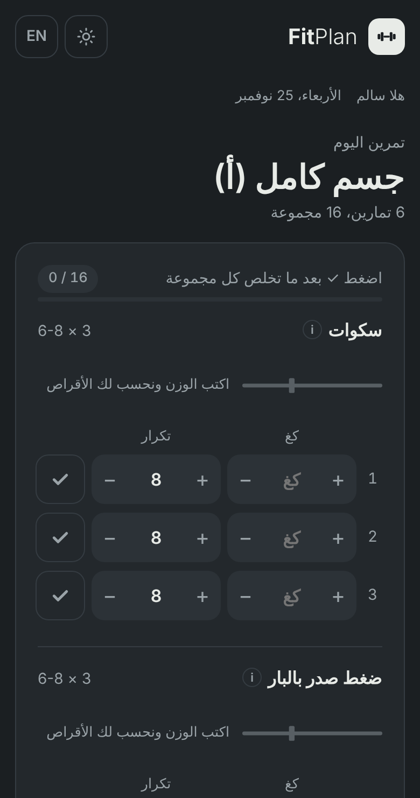 FitPlan
EN
هلا سالم الأربعاء، 25 نوفمبر
تمرين اليوم
جسم كامل (أ)
6 تمارين، 16 مجموعة
اضغط ✓ بعد ما تخلص كل مجموعة
0 / 16
سكوات i
3 × 6-8
اكتب الوزن ونحسب لك الأقراص
كغ تكرار
1 + كغ − + 8 − ✓
2 + كغ − + 8 − ✓
3 + كغ − + 8 − ✓
ضغط صدر بالبار i
3 × 6-8
اكتب الوزن ونحسب لك الأقراص
كغ تكرار